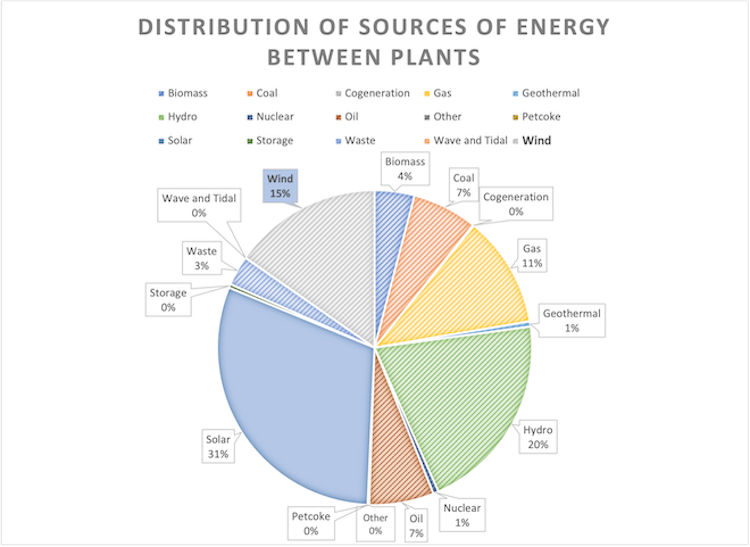 DISTRIBUTION OF SOURCES OF ENERGY
BETWEEN PLANTS
Biomass Coal Cogeneration Gas Geothermal
Hydro Nuclear Oil Other Petcoke
Solar Storage Waste Wave and Tidal Wind
Biomass
4%
Coal
7%
Cogeneration
0%
Gas
11%
Geothermal
1%
Hydro
20%
Nuclear
1%
Oil
7%
Other
0%
Petcoke
0%
Solar
31%
Storage
0%
Waste
3%
Wave and Tidal
0%
Wind
15%